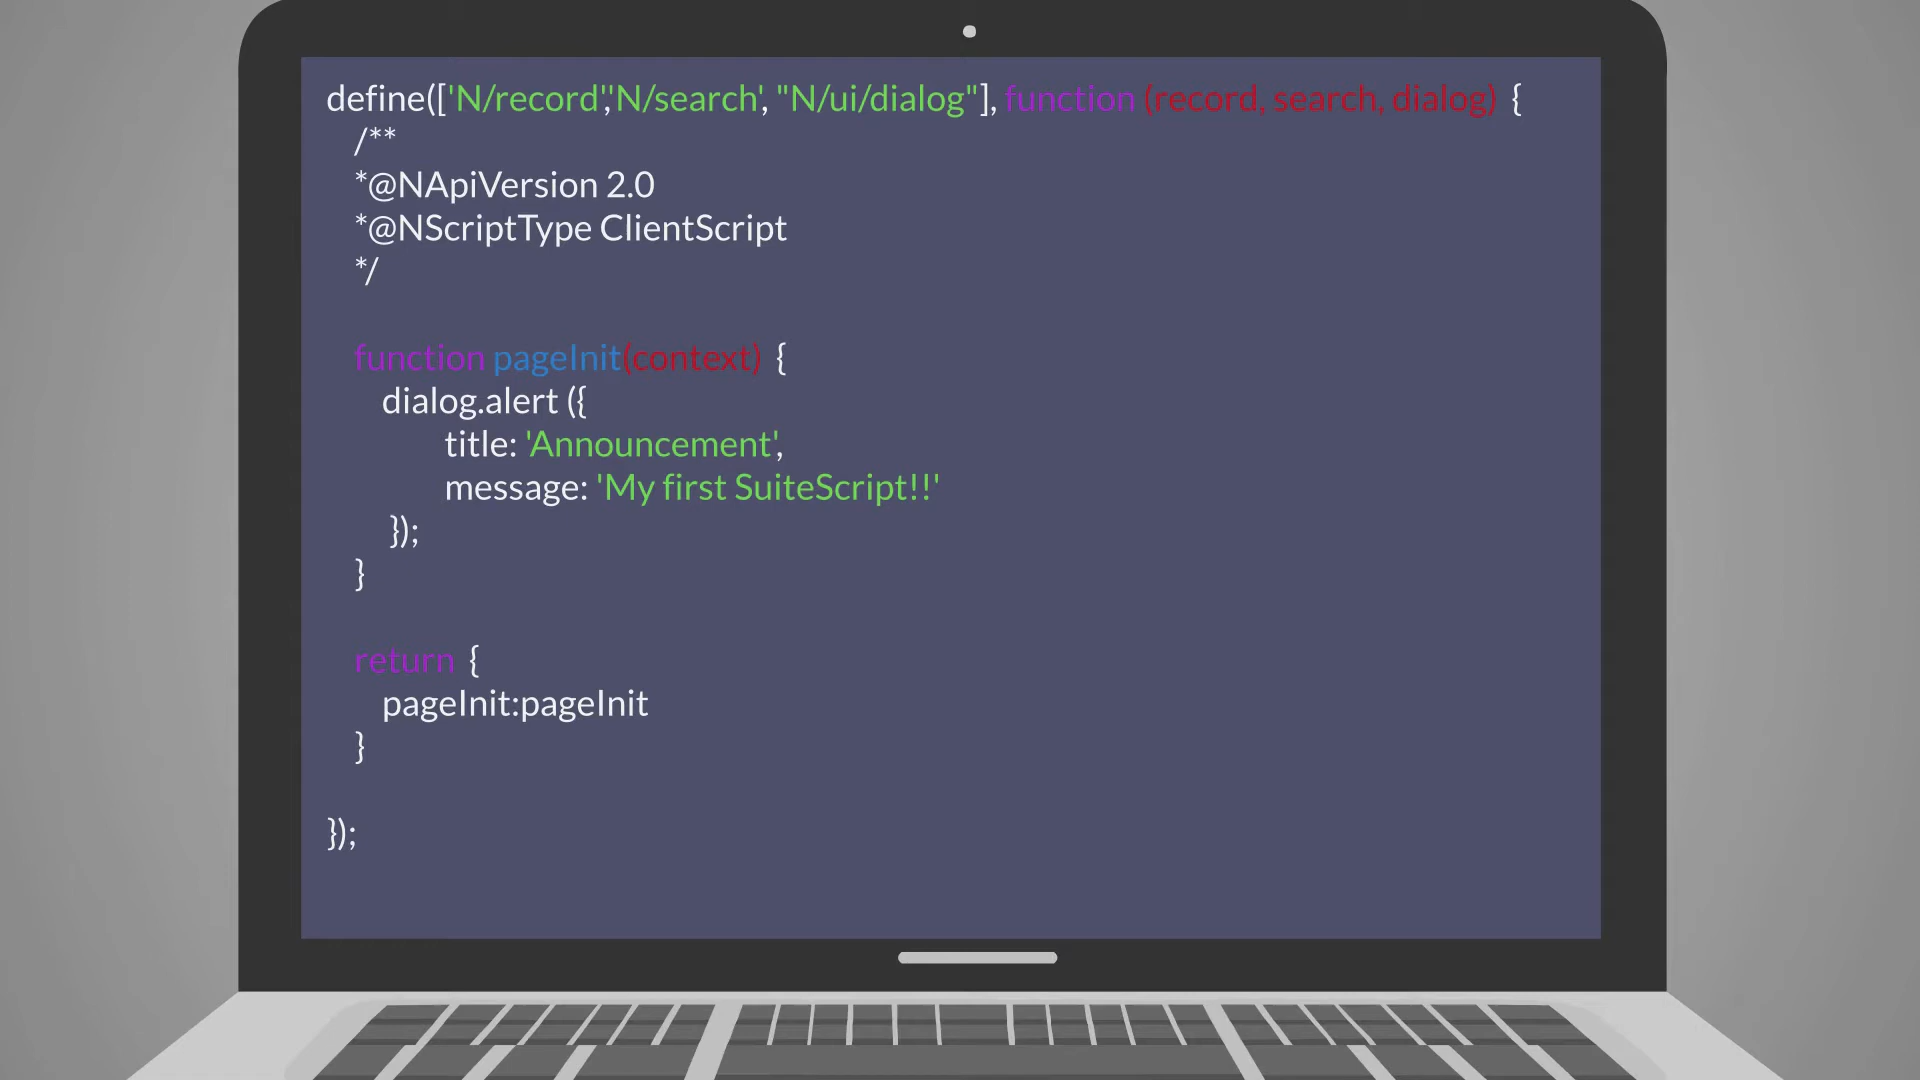 define(['N/record','N/search', "N/ui/dialog"], function (record, search, dialog) {
/**
*@NApiVersion 2.0
*@NScriptType ClientScript
*/
function pageInit(context) {
dialog.alert ({
title: 'Announcement',
message: 'My first SuiteScript!!'
});
}
return {
pageInit:pageInit
}
});